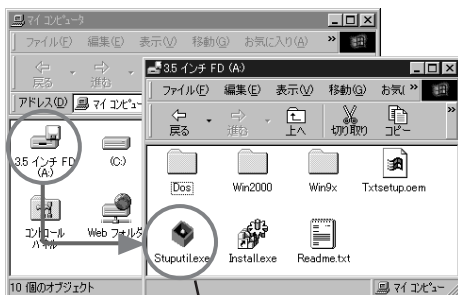 マイ コンピュータ
ファイル(F) 編集(E) 表示(V) 移動(G) お気に入り(A) »
戻る 進む
アドレス(D) マイ コンピュー
3.5 インチ FD (A:)
(C:)
コントロール パネル
Web フォルダ
10 個のオブジェクト
3.5 インチ FD (A:)
ファイル(F) 編集(E) 表示(V) 移動(G) お気に »
戻る 進む 上へ 切り取り コピー »
Dos Win2000 Win9x Txtsetup.oem
Stuputil.exe Install.exe Readme.txt
マイ コンピュー